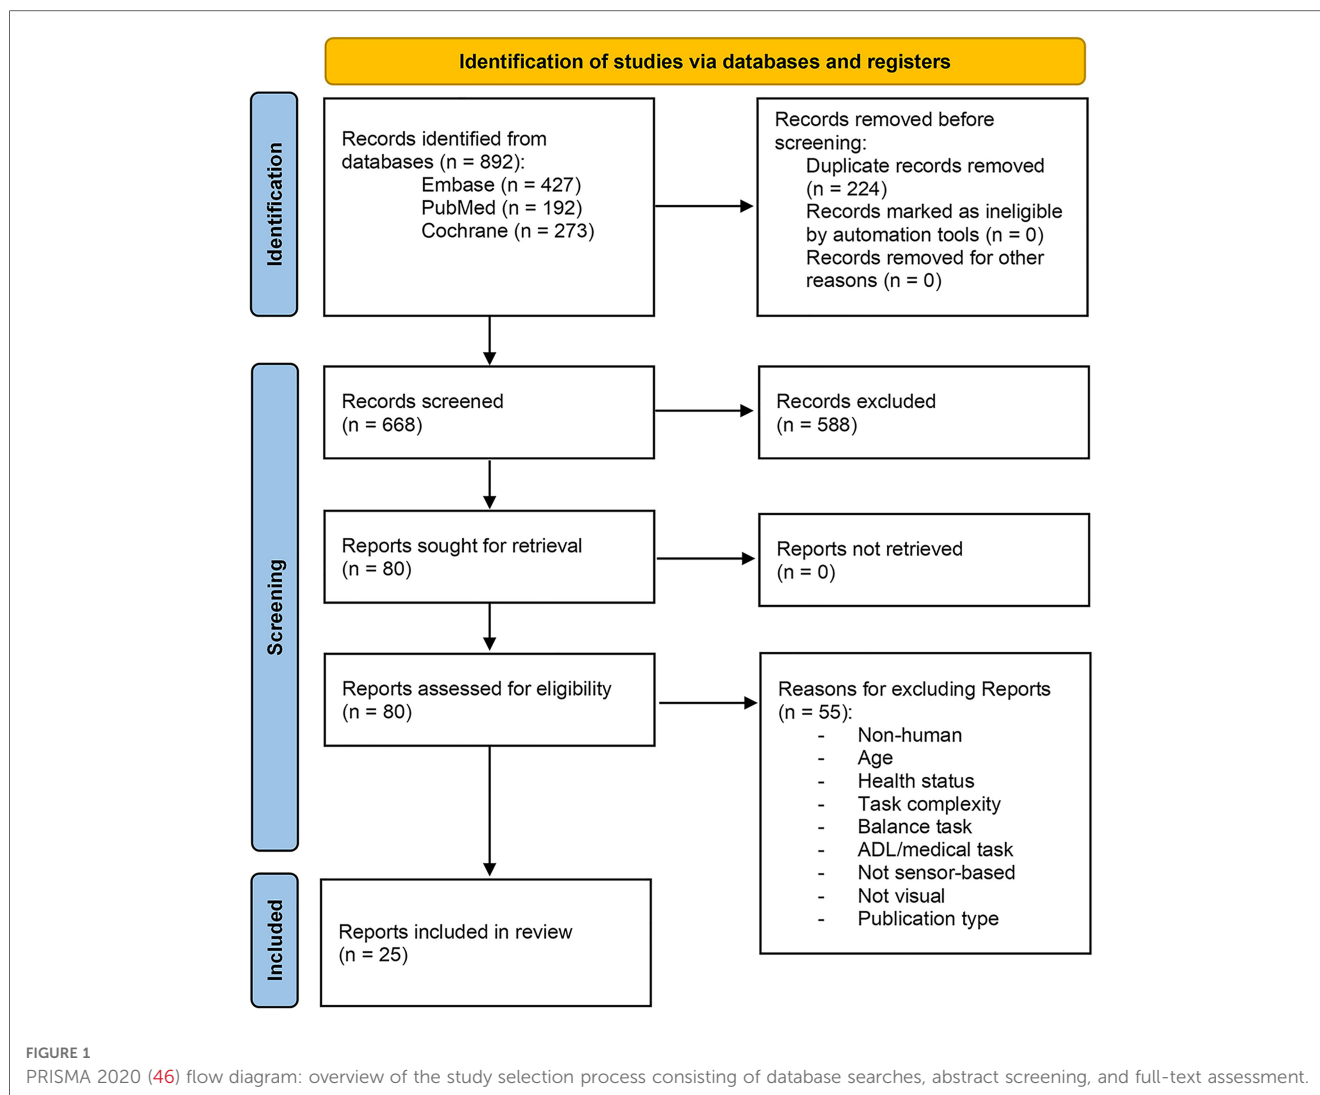 Identification of studies via databases and registers
Identification
Records identified from
databases (n = 892):
Embase (n = 427)
PubMed (n = 192)
Cochrane (n = 273)
Records removed before
screening:
Duplicate records removed
(n = 224)
Records marked as ineligible
by automation tools (n = 0)
Records removed for other
reasons (n = 0)
Screening
Records screened
(n = 668)
Records excluded
(n = 588)
Reports sought for retrieval
(n = 80)
Reports not retrieved
(n = 0)
Reports assessed for eligibility
(n = 80)
Reasons for excluding Reports
(n = 55):
- Non-human
- Age
- Health status
- Task complexity
- Balance task
- ADL/medical task
- Not sensor-based
- Not visual
- Publication type
Included
Reports included in review
(n = 25)
FIGURE 1
PRISMA 2020 (46) flow diagram: overview of the study selection process consisting of database searches, abstract screening, and full-text assessment.